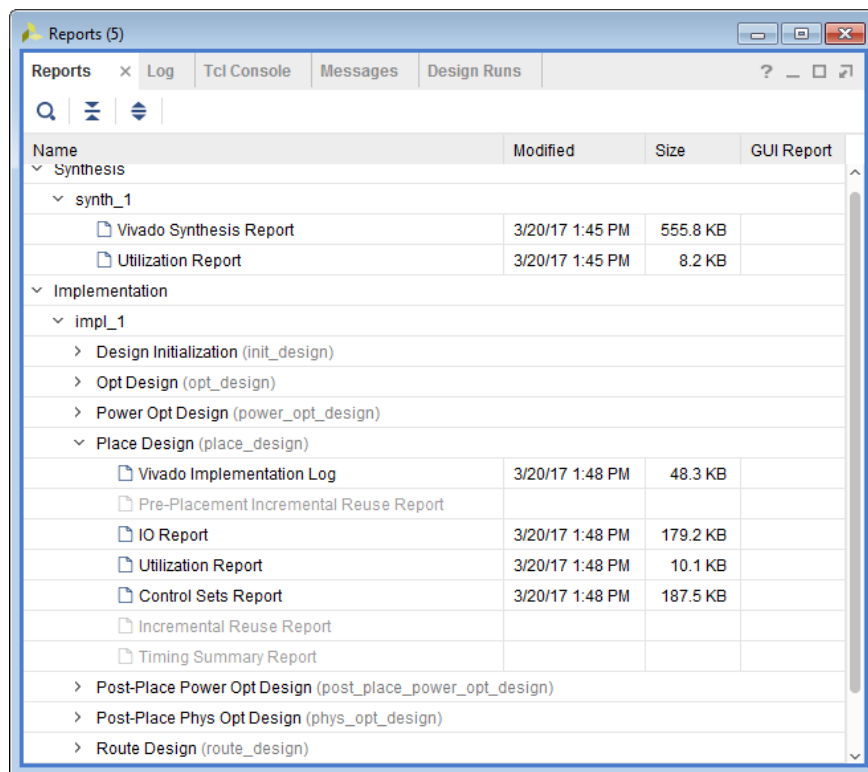 Reports (5)
Reports × Log Tcl Console Messages Design Runs ?
Name Modified Size GUI Report
Synthesis
synth_1
Vivado Synthesis Report 3/20/17 1:45 PM 555.8 KB
Utilization Report 3/20/17 1:45 PM 8.2 KB
Implementation
impl_1
Design Initialization (init_design)
Opt Design (opt_design)
Power Opt Design (power_opt_design)
Place Design (place_design)
Vivado Implementation Log 3/20/17 1:48 PM 48.3 KB
Pre-Placement Incremental Reuse Report
IO Report 3/20/17 1:48 PM 179.2 KB
Utilization Report 3/20/17 1:48 PM 10.1 KB
Control Sets Report 3/20/17 1:48 PM 187.5 KB
Incremental Reuse Report
Timing Summary Report
Post-Place Power Opt Design (post_place_power_opt_design)
Post-Place Phys Opt Design (phys_opt_design)
Route Design (route_design)